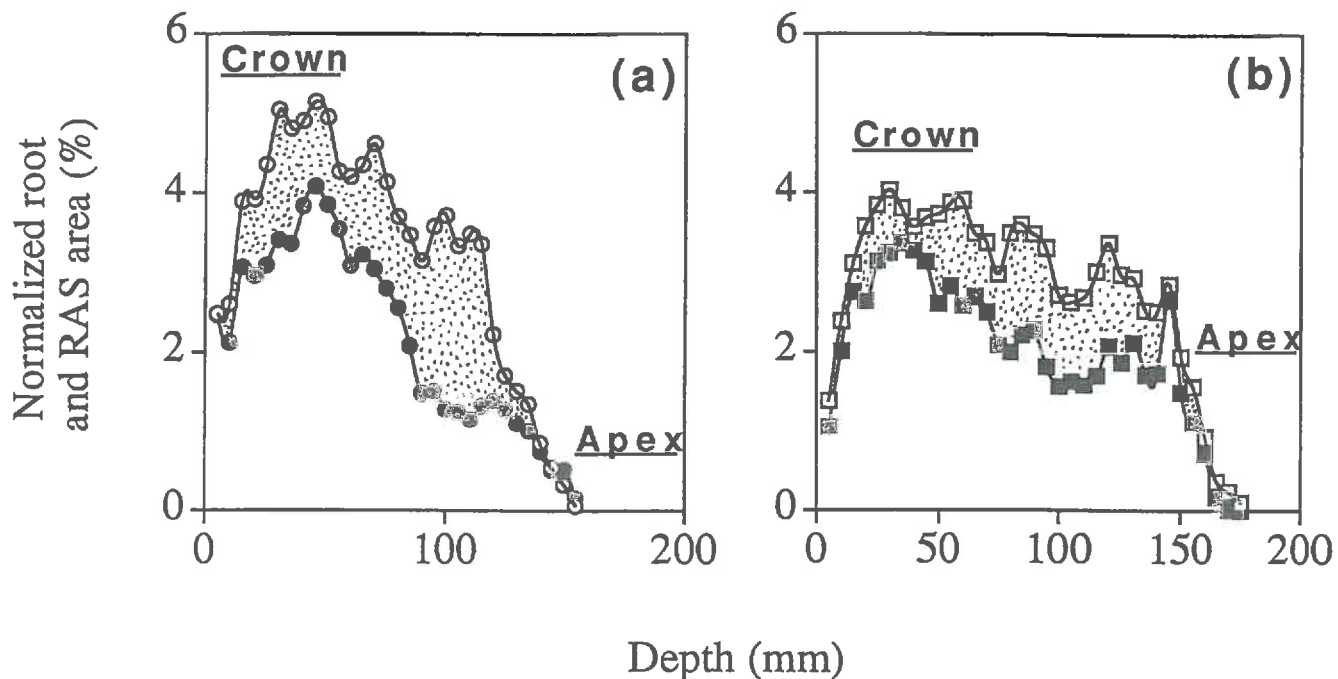 Normalized root
and RAS area (%)
6
4
2
0
0
100
200
Crown
(a)
Apex
6
4
2
0
0
50
100
150
200
Crown
(b)
Apex
Depth (mm)